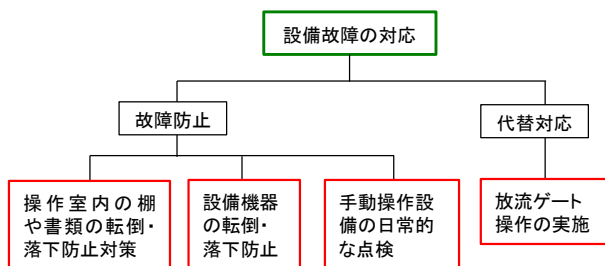 設備故障の対応
故障防止
代替対応
操作室内の棚
や書類の転倒・
落下防止対策
設備機器
の転倒・
落下防止
手動操作設
備の日常的
な点検
放流ゲート
操作の実施